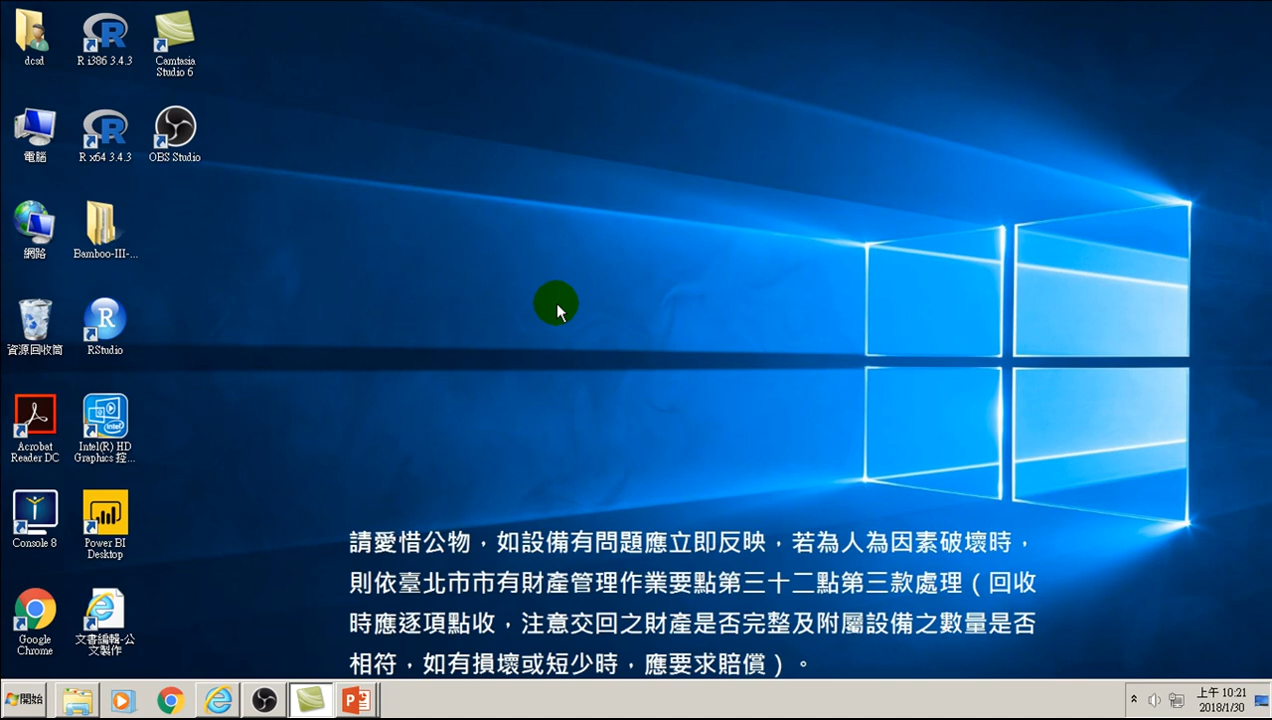 dcsd
R i386 3.4.3
Camtasia
Studio 6
電腦
R x64 3.4.3
OBS Studio
網路
Bamboo-III-...
資源回收筒
RStudio
Acrobat
Reader DC
Intel(R) HD
Graphics 控...
Console 8
Power BI
Desktop
Google
Chrome
文書編輯-公
文製作
請愛惜公物，如設備有問題應立即反映，若為人為因素破壞時，
則依臺北市市有財產管理作業要點第三十二點第三款處理（回收
時應逐項點收，注意交回之財產是否完整及附屬設備之數量是否
相符，如有損壞或短少時，應要求賠償）。
開始
上午 10:21
2018/1/30